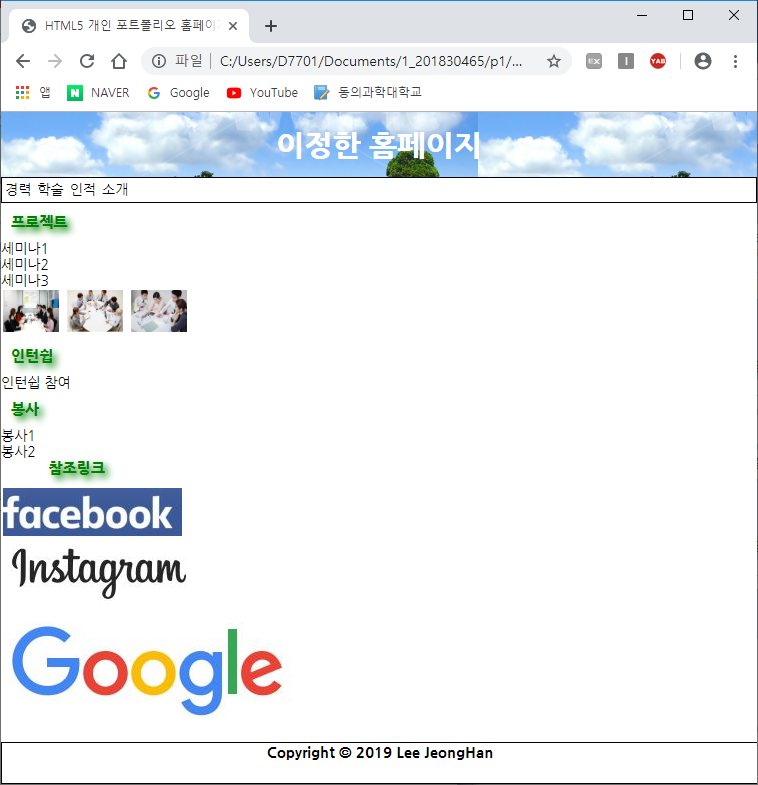 HTML5 개인 포트폴리오 홈페이지
파일 C:/Users/D7701/Documents/1_201830465/p1/...
EX I YAB
앱 NAVER Google YouTube 동의과학대학교
이정한 홈페이지
경력 학술 인적 소개
프로젝트
세미나1
세미나2
세미나3
인턴쉽
인턴쉽 참여
봉사
봉사1
봉사2
참조링크
facebook
Instagram
Google
Copyright © 2019 Lee JeongHan